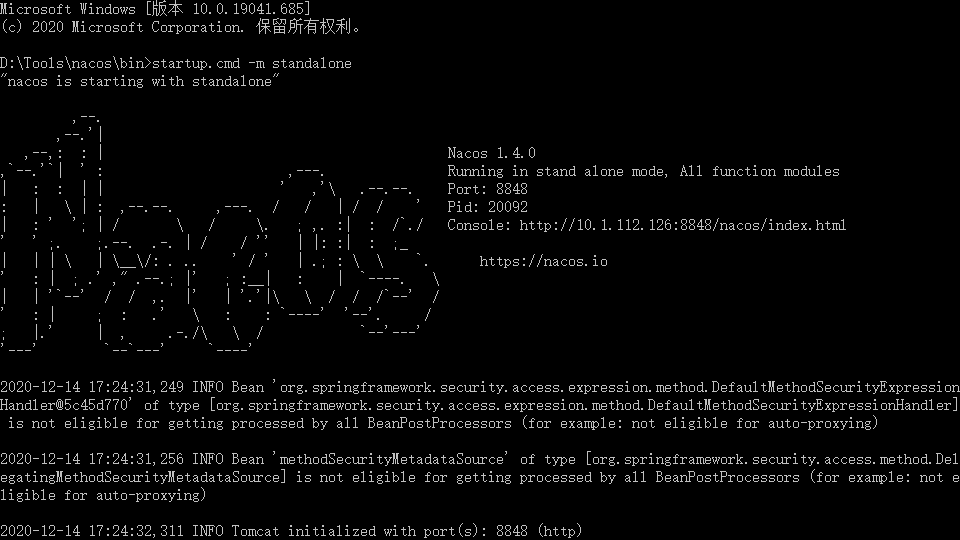 Microsoft Windows [版本 10.0.19041.685]
(c) 2020 Microsoft Corporation. 保留所有权利。
D:\Tools\nacos\bin>startup.cmd -m standalone
"nacos is starting with standalone"
Nacos 1.4.0
Running in stand alone mode, All function modules
Port: 8848
Pid: 20092
Console: http://10.1.112.126:8848/nacos/index.html
https://nacos.io
2020-12-14 17:24:31,249 INFO Bean 'org.springframework.security.access.expression.method.DefaultMethodSecurityExpression
Handler@5c45d770' of type [org.springframework.security.access.expression.method.DefaultMethodSecurityExpressionHandler]
is not eligible for getting processed by all BeanPostProcessors (for example: not eligible for auto-proxying)
2020-12-14 17:24:31,256 INFO Bean 'methodSecurityMetadataSource' of type [org.springframework.security.access.method.Del
egatingMethodSecurityMetadataSource] is not eligible for getting processed by all BeanPostProcessors (for example: not e
ligible for auto-proxying)
2020-12-14 17:24:32,311 INFO Tomcat initialized with port(s): 8848 (http)